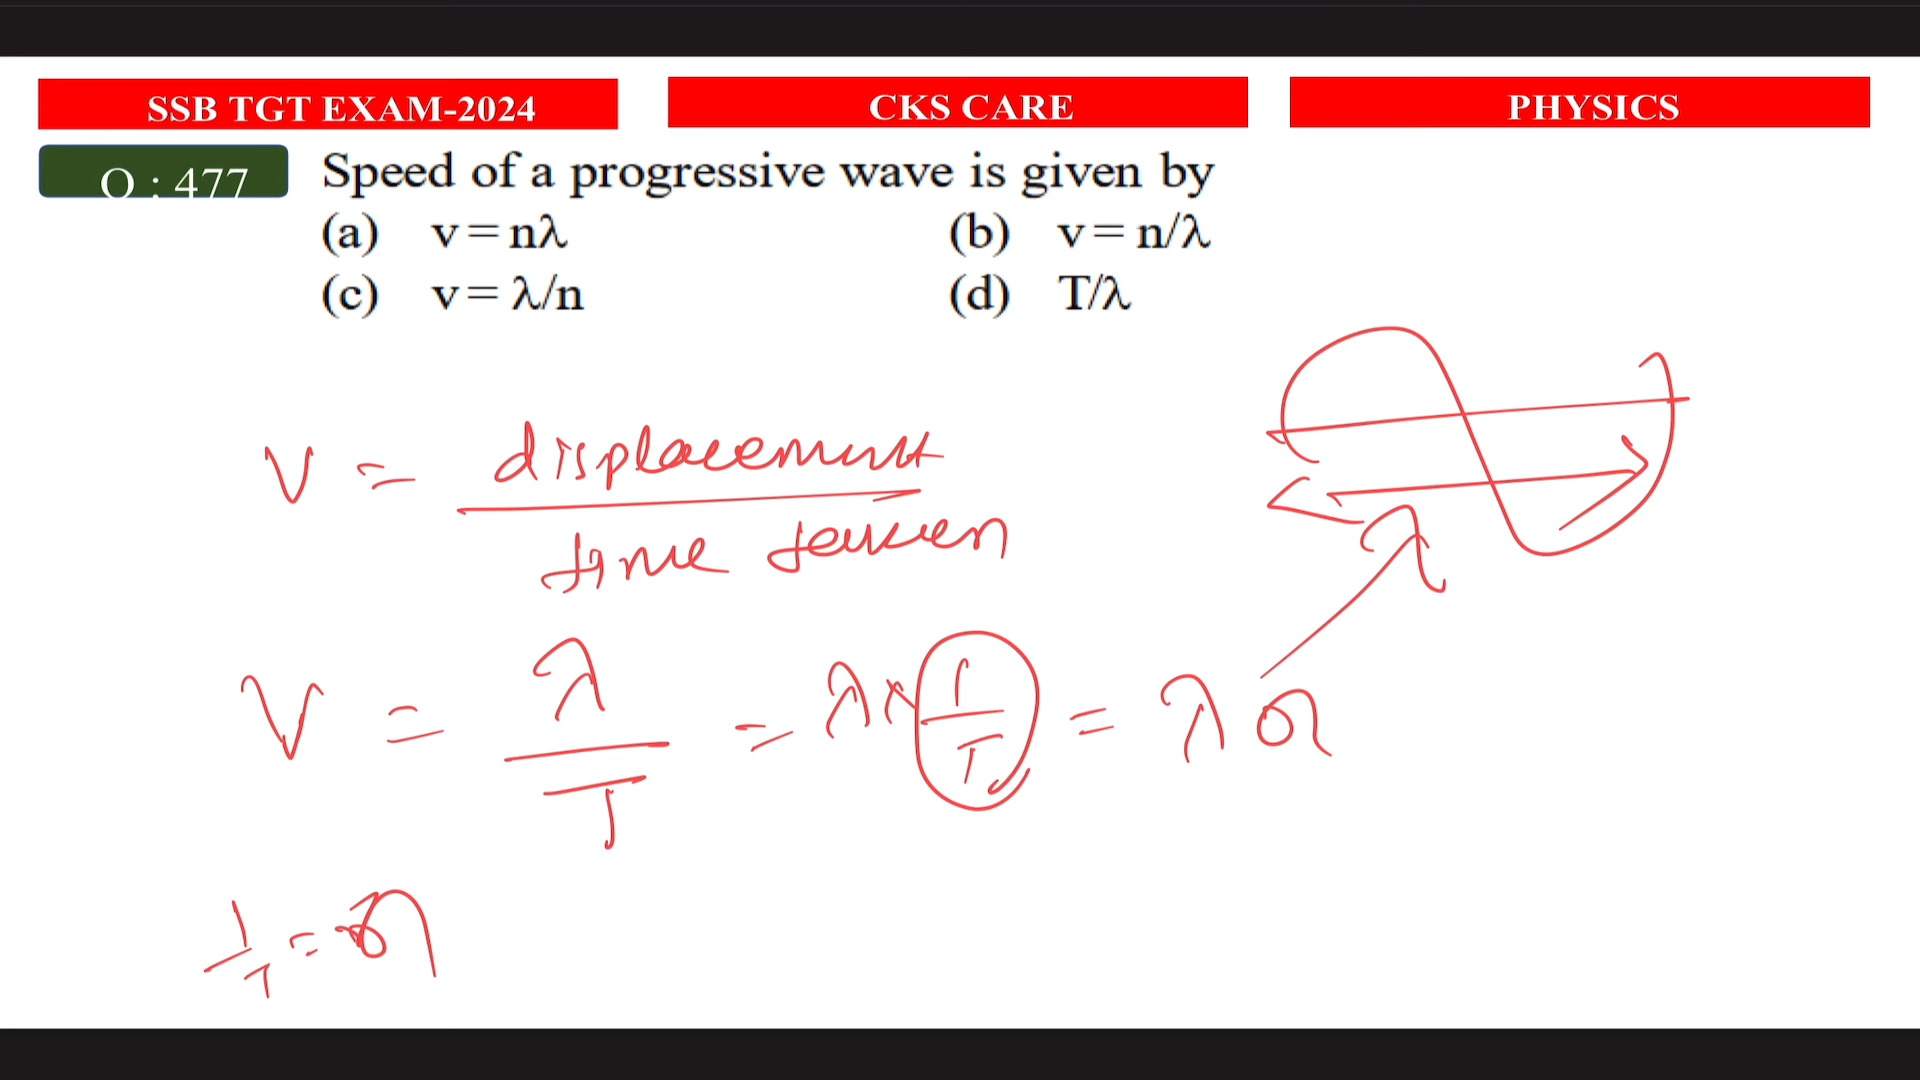 SSB TGT EXAM-2024
CKS CARE
PHYSICS
Q : 477
Speed of a progressive wave is given by
(a) v = nλ
(b) v = n/λ
(c) v = λ/n
(d) T/λ
V = displacement
time taken
λ
V = λ/T = λ × 1/T = λ n
1/T = n